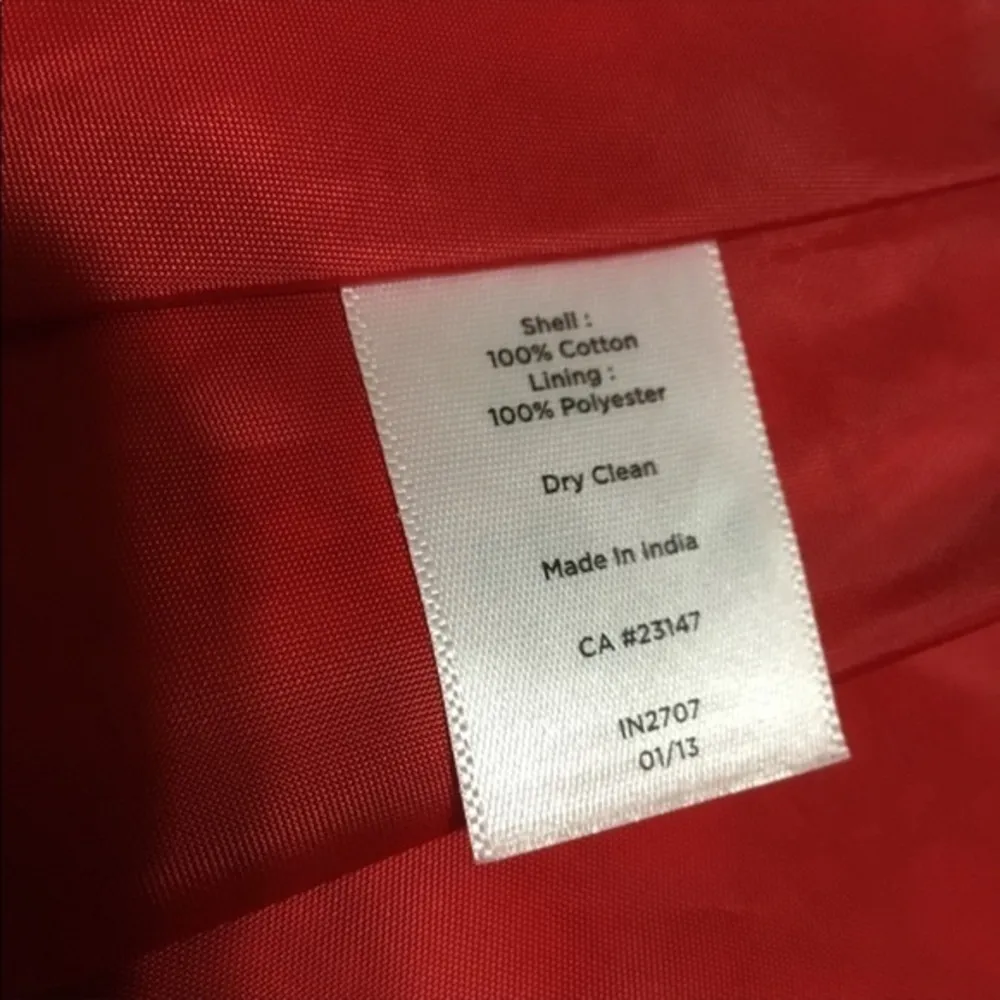 Shell :
100% Cotton
Lining :
100% Polyester
Dry Clean
Made In India
CA #23147
IN2707
01/13